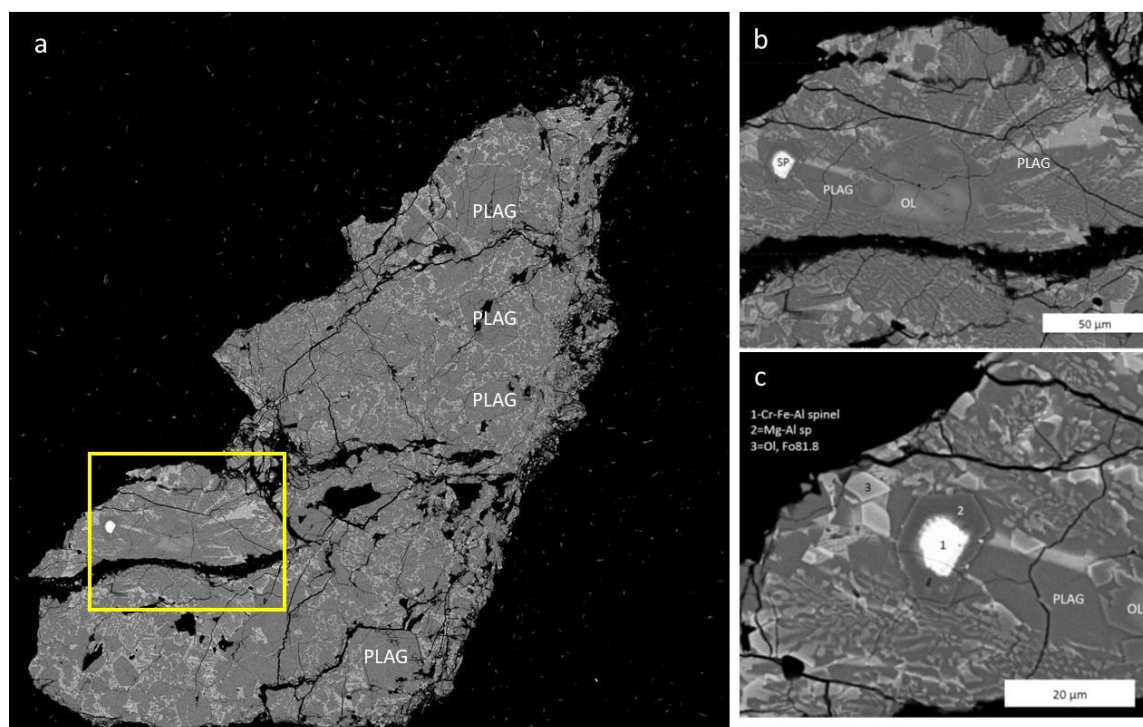 a
PLAG
PLAG
PLAG
PLAG
b
SP
PLAG
PLAG
OL
50 µm
c
1-Cr-Fe-Al spinel
2=Mg-Al sp
3=Ol, Fo81.8
3
2
1
PLAG
OL
20 µm